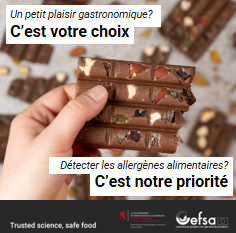 Un petit plaisir gastronomique?
C'est votre choix
Détecter les allergènes alimentaires?
C'est notre priorité
Trusted science, safe food
efsa